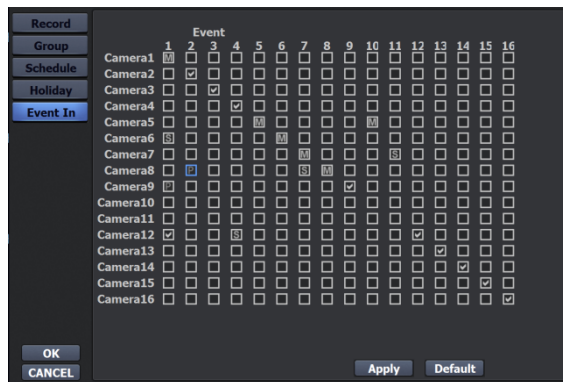 Record
Group
Schedule
Holiday
Event In
Event
1 2 3 4 5 6 7 8 9 10 11 12 13 14 15 16
Camera1 M
Camera2
Camera3
Camera4
Camera5 M M
Camera6 S M
Camera7 M S
Camera8 P S M
Camera9 P
Camera10
Camera11
Camera12 S
Camera13
Camera14
Camera15
Camera16
OK
CANCEL
Apply Default